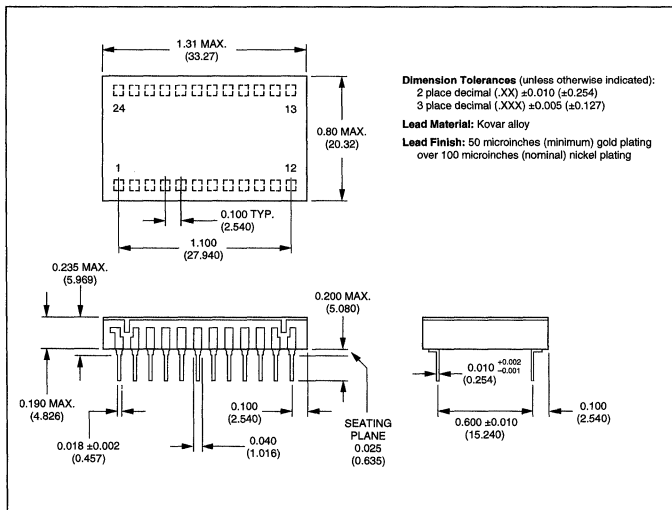 1.31 MAX.
(33.27)
Dimension Tolerances (unless otherwise indicated):
2 place decimal (.XX) ±0.010 (±0.254)
3 place decimal (.XXX) ±0.005 (±0.127)
Lead Material: Kovar alloy
Lead Finish: 50 microinches (minimum) gold plating
over 100 microinches (nominal) nickel plating
24
13
0.80 MAX.
(20.32)
1
12
0.100 TYP.
(2.540)
1.100
(27.940)
0.235 MAX.
(5.969)
0.200 MAX.
(5.080)
0.010 +0.002 -0.001
(0.254)
0.190 MAX.
(4.826)
0.100
(2.540)
SEATING
PLANE
0.025
(0.635)
0.600 ±0.010
(15.240)
0.100
(2.540)
0.018 ±0.002
(0.457)
0.040
(1.016)